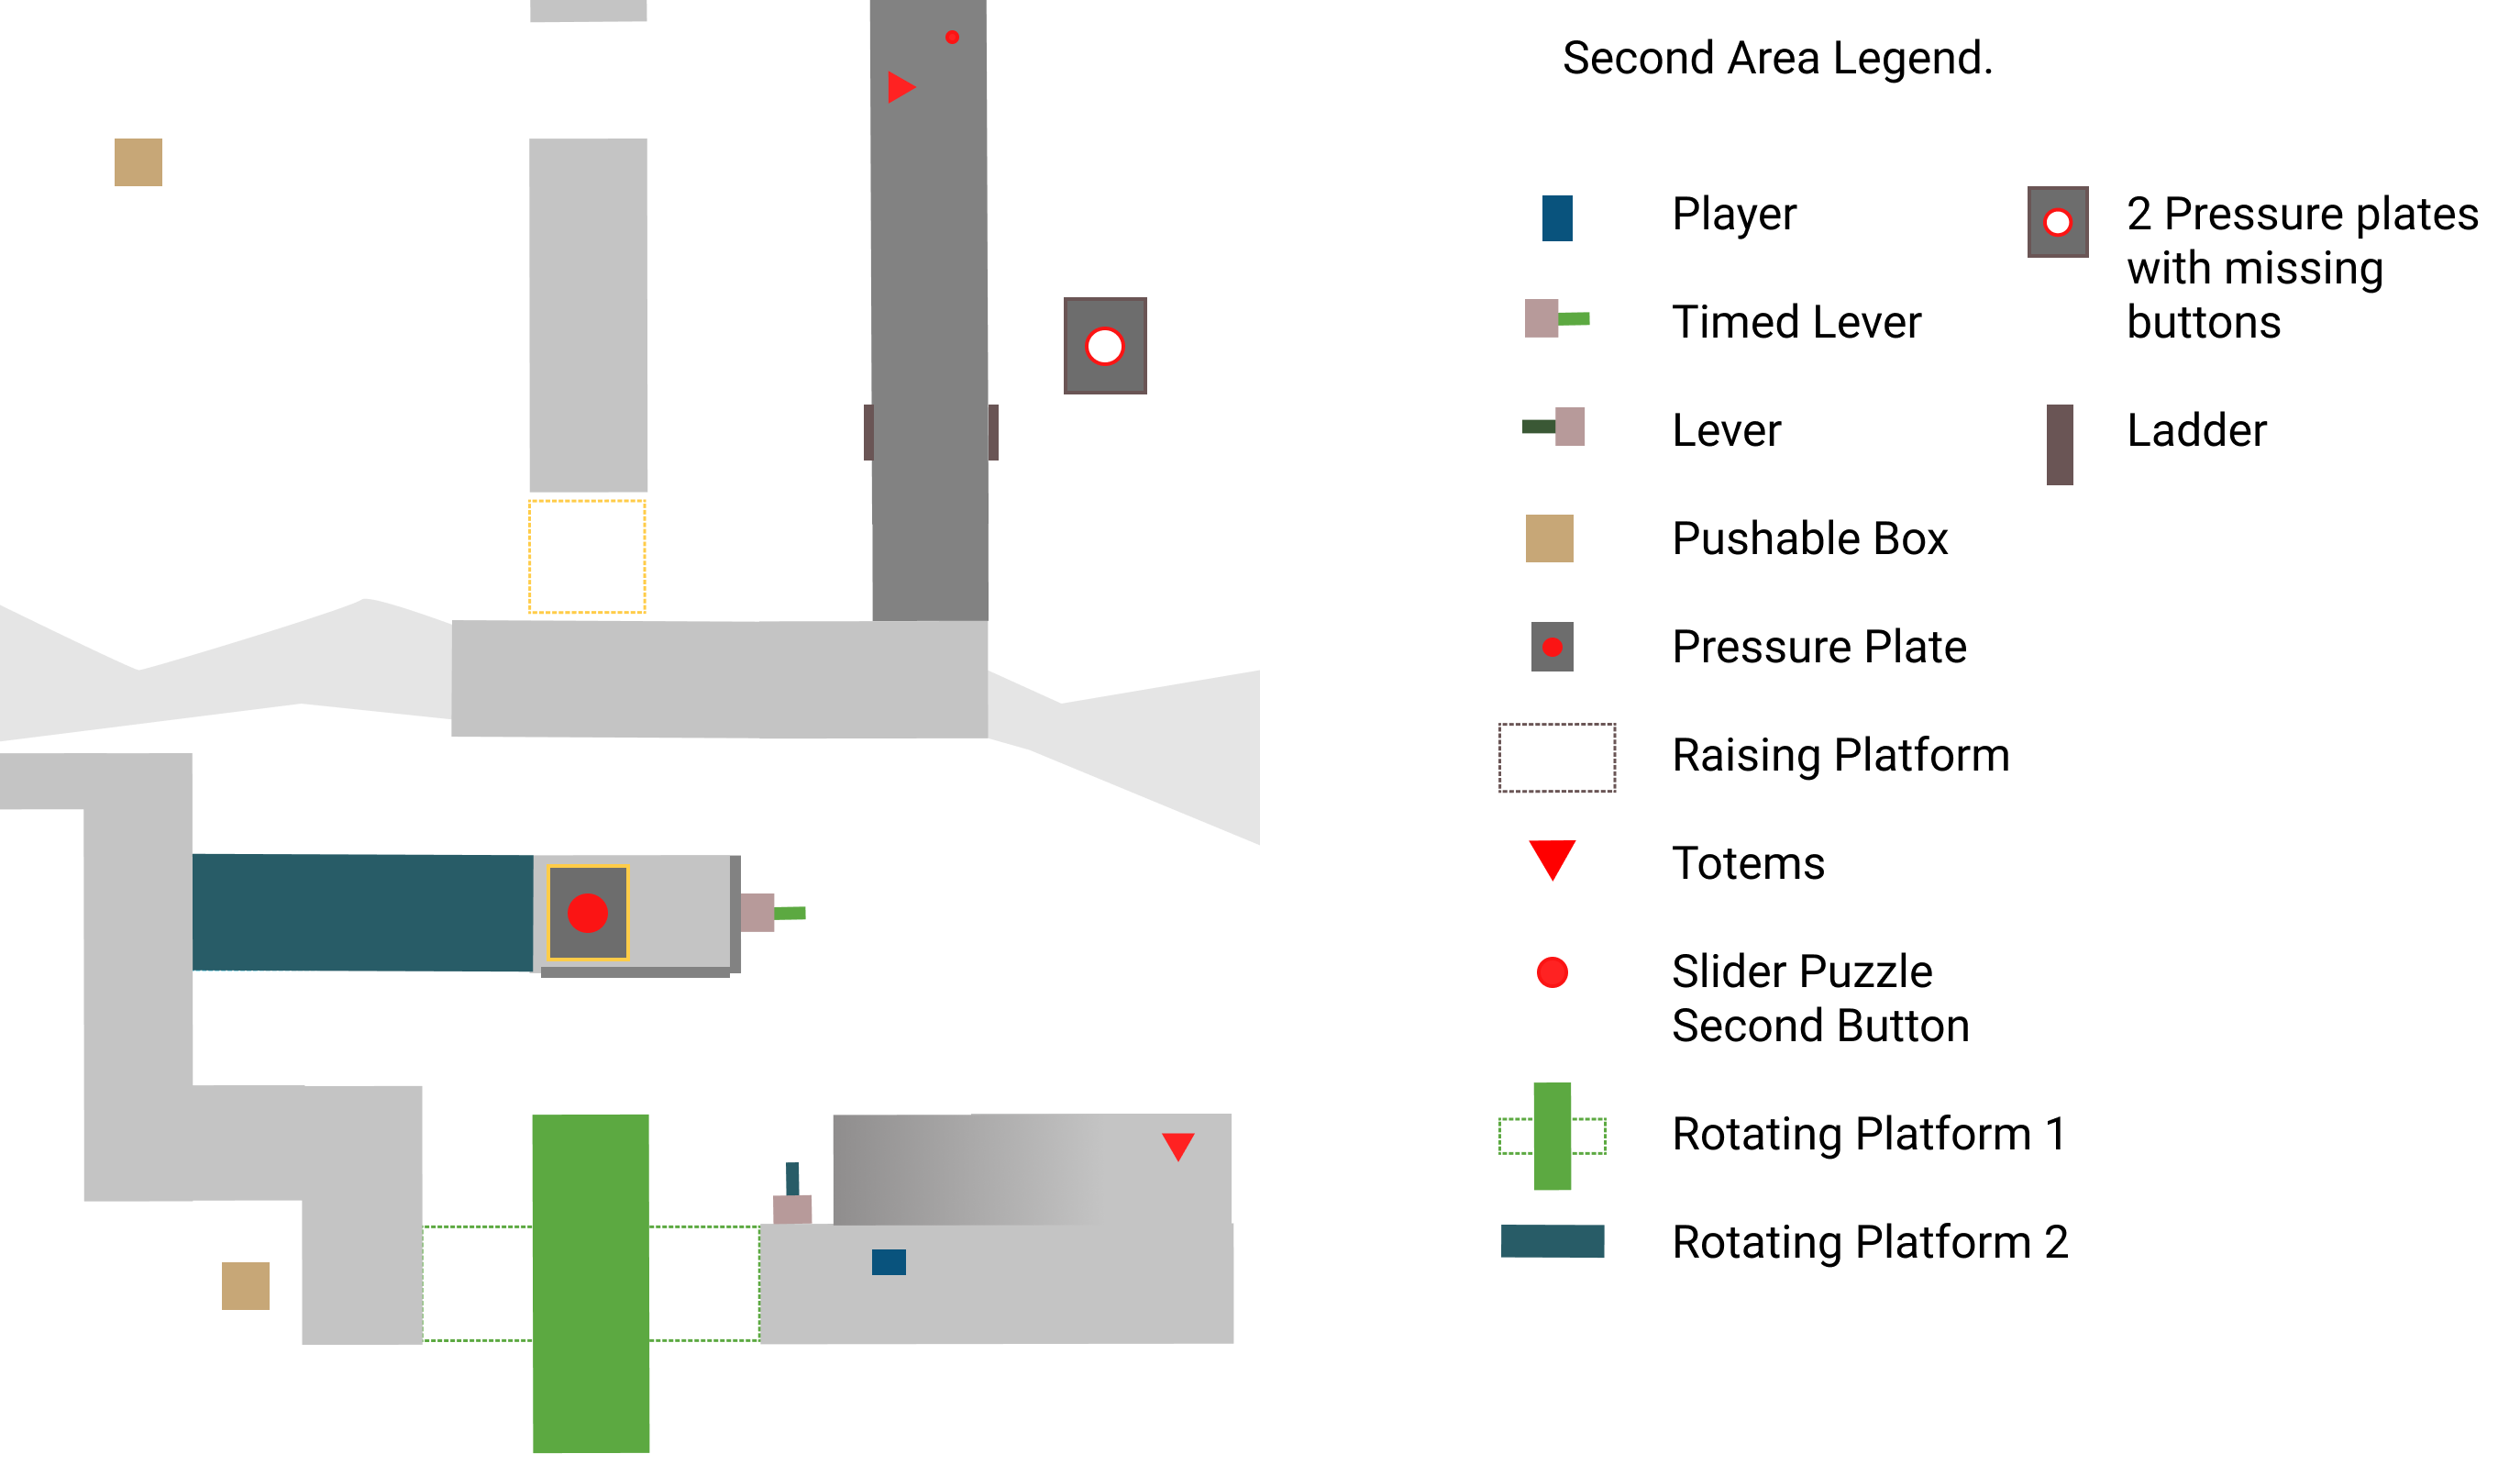 Second Area Legend.
Player
Timed Lever
Lever
Pushable Box
Pressure Plate
Raising Platform
Totems
Slider Puzzle
Second Button
Rotating Platform 1
Rotating Platform 2
2 Pressure plates
with missing
buttons
Ladder